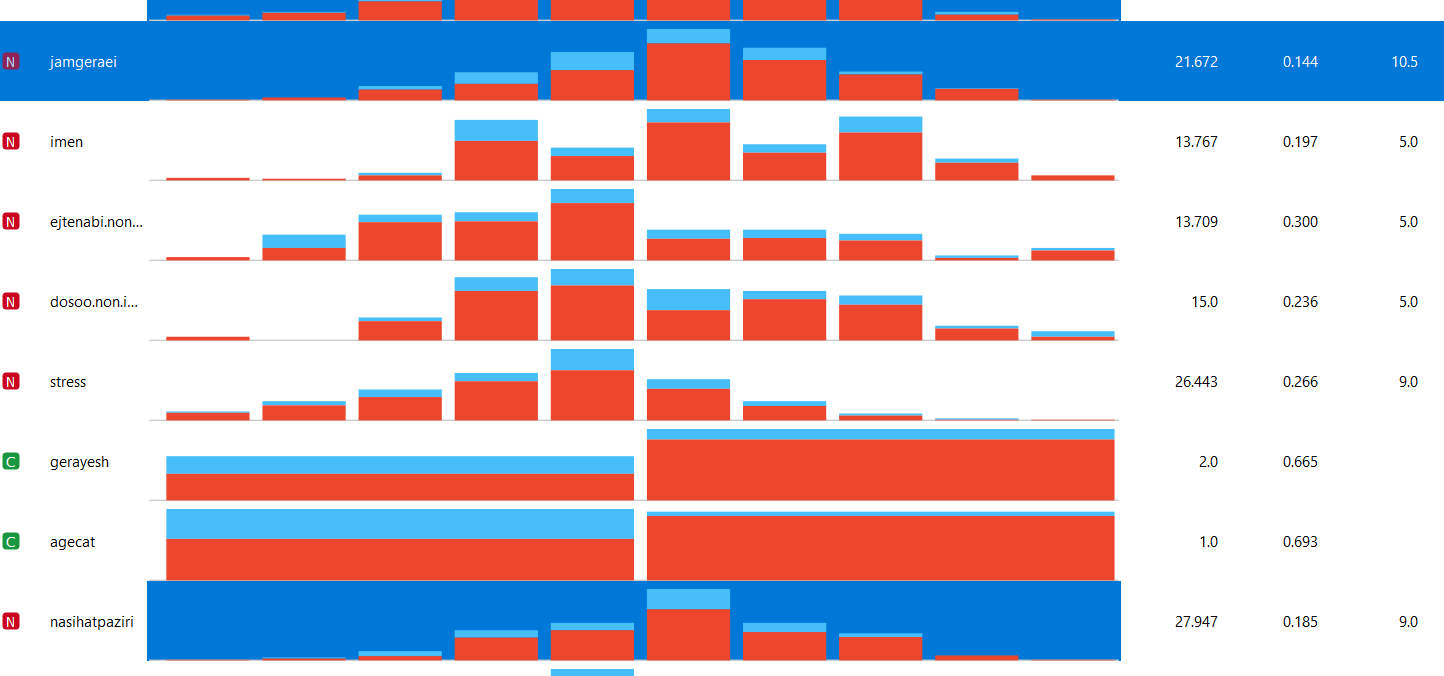 N jamgeraei 21.672 0.144 10.5
N imen 13.767 0.197 5.0
N ejtenabi.non... 13.709 0.300 5.0
N dosoo.non.i... 15.0 0.236 5.0
N stress 26.443 0.266 9.0
C gerayesh 2.0 0.665
C agecat 1.0 0.693
N nasihatpaziri 27.947 0.185 9.0